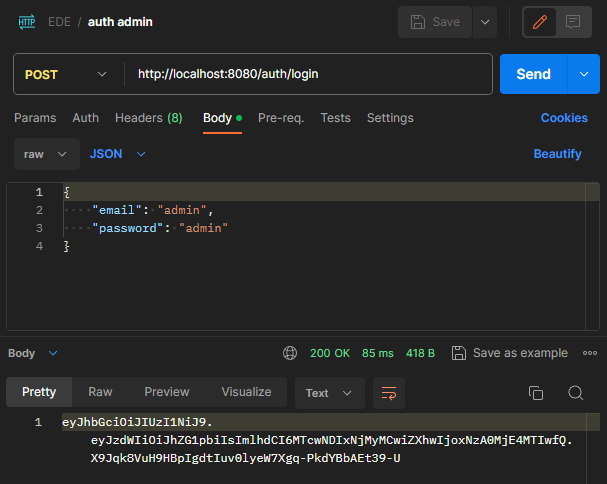 HTTP EDE / auth admin Save
POST http://localhost:8080/auth/login Send
Params Auth Headers (8) Body Pre-req. Tests Settings Cookies
raw JSON Beautify
1 {
2 "email": "admin",
3 "password": "admin"
4 }
Body 200 OK 85 ms 418 B Save as example
Pretty Raw Preview Visualize Text
1 eyJhbGciOiJIUzI1NiJ9.
eyJzdWIiOiJhZG1pbiIsImlhdCI6MTcwNDIxNjMyMCwiZXhwIjoxNzA0MjE4MTIwfQ.
X9Jqk8VuH9HBpIgdtIuv0lyeW7Xgq-PkdYBbAEt39-U